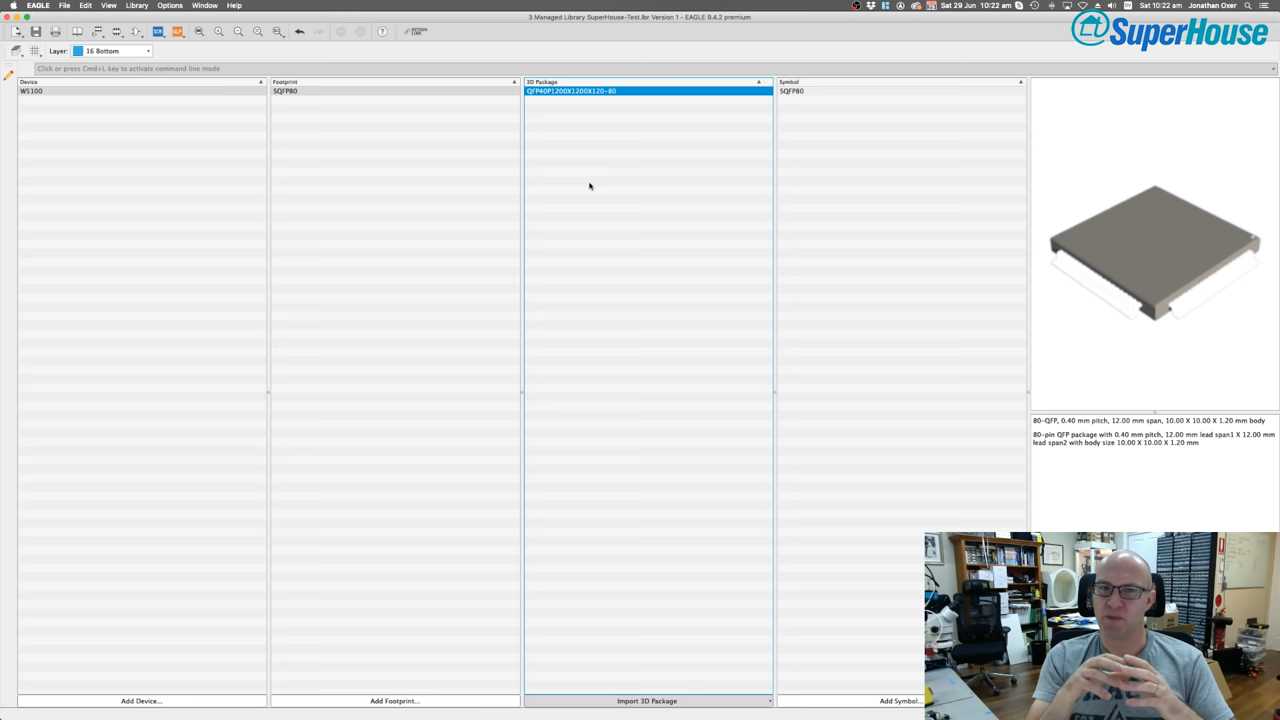 EAGLE File Edit View Library Options Window Help
Sat 29 Jun 10:22 am
Sat 10:22 am Jonathan Oxer
3 Managed Library SuperHouse-Test.lbr Version 1 - EAGLE 9.4.2 premium
SuperHouse
SCR ULP
DESIGN LINK
Layer: 16 Bottom
Click or press Cmd+L key to activate command line mode
Device Footprint 3D Package Symbol
W5100 SQFP80 QFP40P1200X1200X120-80 SQFP80
80-QFP, 0.40 mm pitch, 12.00 mm span, 10.00 X 10.00 X 1.20 mm body
80-pin QFP package with 0.40 mm pitch, 12.00 mm lead span1 X 12.00 mm
lead span2 with body size 10.00 X 10.00 X 1.20 mm
Add Device... Add Footprint... Import 3D Package Add Symbol...